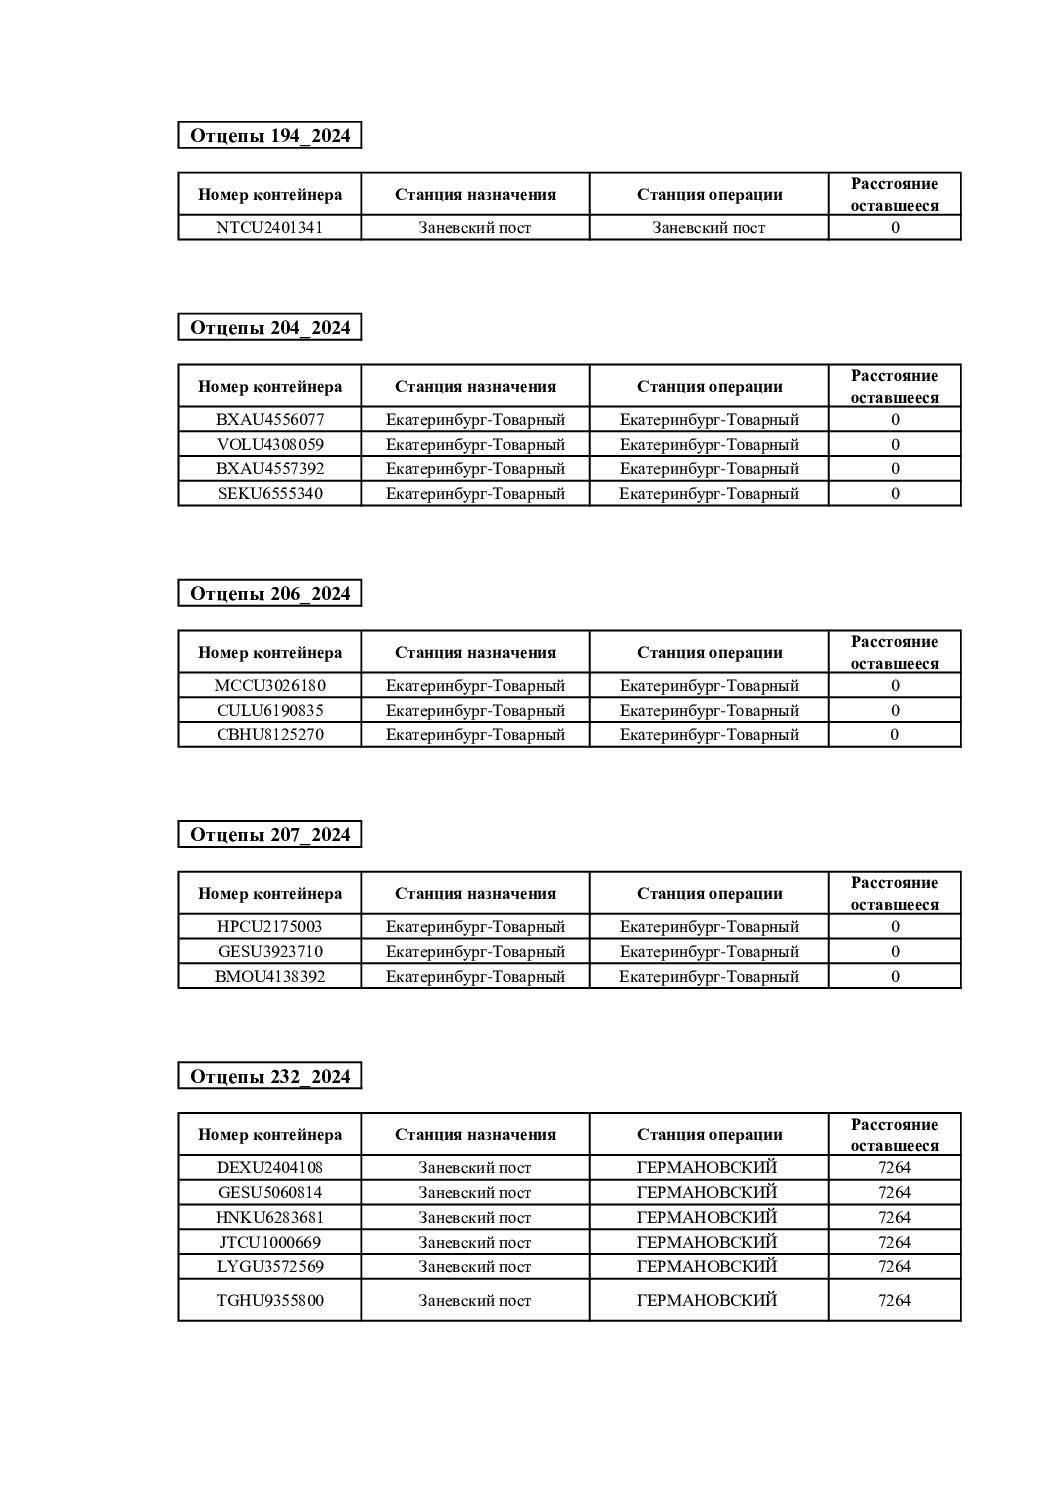 Отцепы 194_2024
Номер контейнера Станция назначения Станция операции Расстояние оставшееся
NTCU2401341 Заневский пост Заневский пост 0
Отцепы 204_2024
Номер контейнера Станция назначения Станция операции Расстояние оставшееся
BXAU4556077 Екатеринбург-Товарный Екатеринбург-Товарный 0
VOLU4308059 Екатеринбург-Товарный Екатеринбург-Товарный 0
BXAU4557392 Екатеринбург-Товарный Екатеринбург-Товарный 0
SEKU6555340 Екатеринбург-Товарный Екатеринбург-Товарный 0
Отцепы 206_2024
Номер контейнера Станция назначения Станция операции Расстояние оставшееся
MCCU3026180 Екатеринбург-Товарный Екатеринбург-Товарный 0
CULU6190835 Екатеринбург-Товарный Екатеринбург-Товарный 0
CBHU8125270 Екатеринбург-Товарный Екатеринбург-Товарный 0
Отцепы 207_2024
Номер контейнера Станция назначения Станция операции Расстояние оставшееся
HPCU2175003 Екатеринбург-Товарный Екатеринбург-Товарный 0
GESU3923710 Екатеринбург-Товарный Екатеринбург-Товарный 0
BMOU4138392 Екатеринбург-Товарный Екатеринбург-Товарный 0
Отцепы 232_2024
Номер контейнера Станция назначения Станция операции Расстояние оставшееся
DEXU2404108 Заневский пост ГЕРМАНОВСКИЙ 7264
GESU5060814 Заневский пост ГЕРМАНОВСКИЙ 7264
HNKU6283681 Заневский пост ГЕРМАНОВСКИЙ 7264
JTCU1000669 Заневский пост ГЕРМАНОВСКИЙ 7264
LYGU3572569 Заневский пост ГЕРМАНОВСКИЙ 7264
TGHU9355800 Заневский пост ГЕРМАНОВСКИЙ 7264